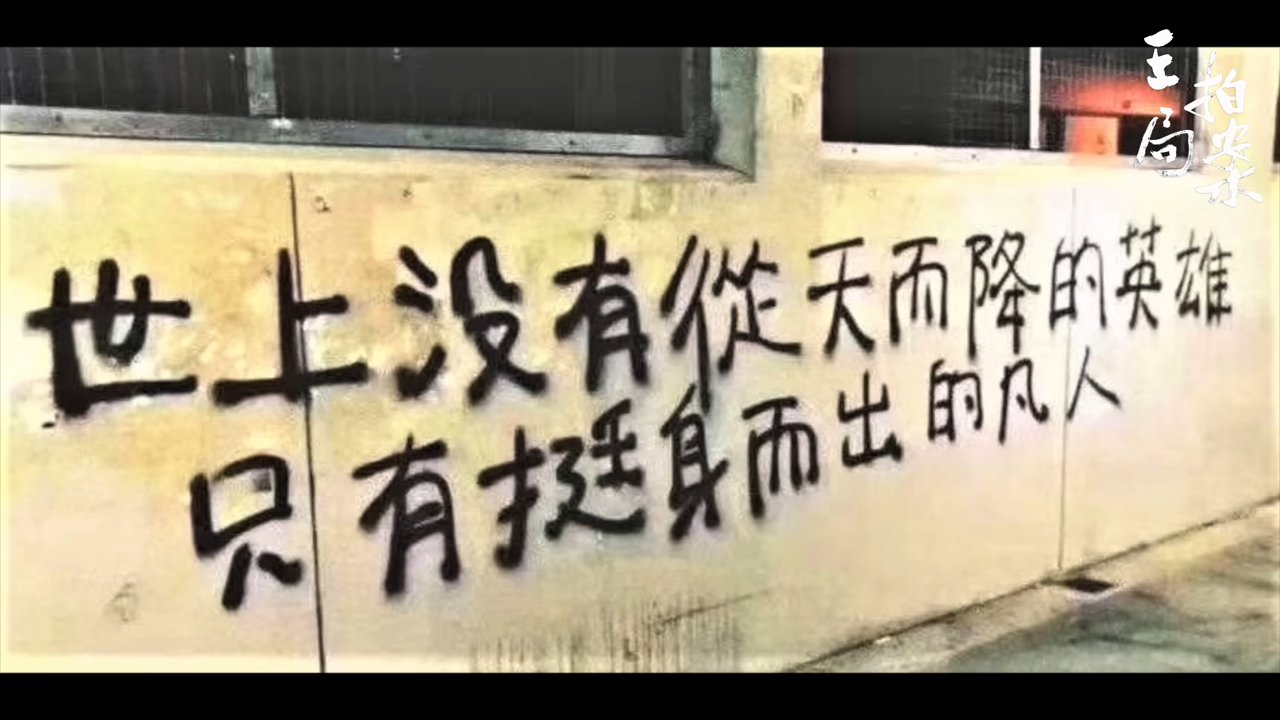 世上没有從天而降的英雄
只有挺身而出的凡人
王局拍案